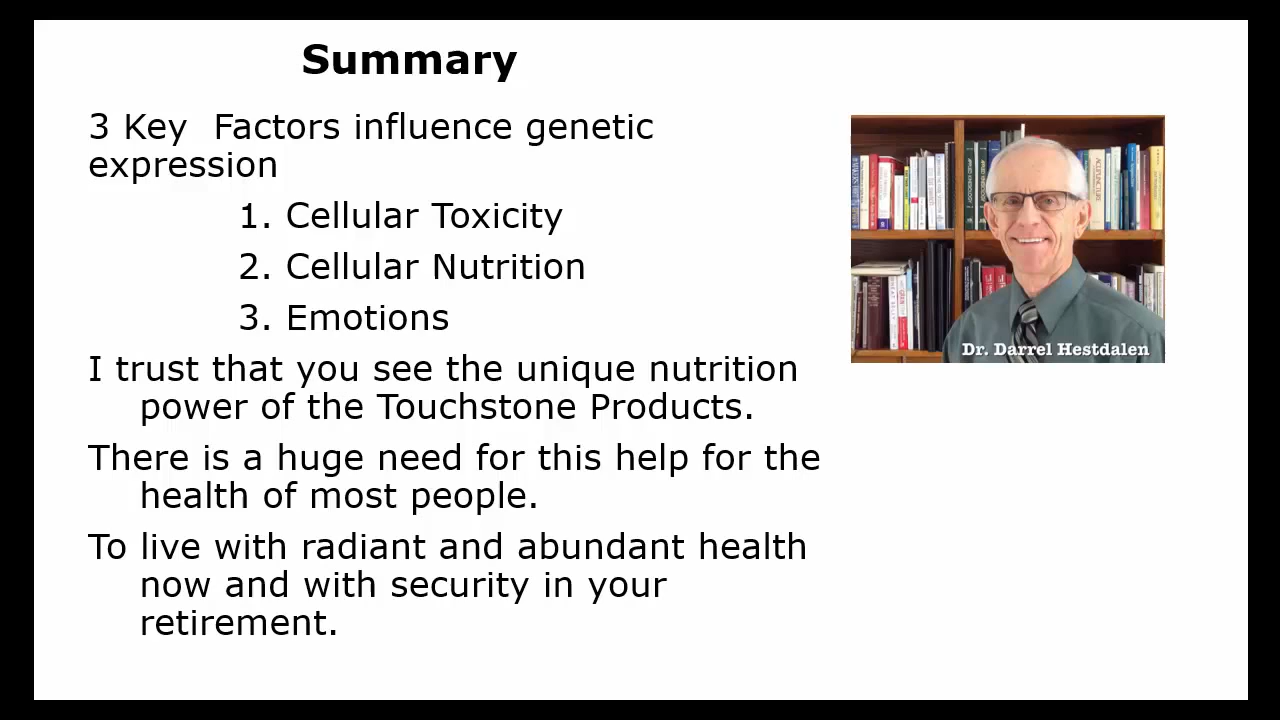 Summary
3 Key  Factors influence genetic
expression
1. Cellular Toxicity
2. Cellular Nutrition
3. Emotions
I trust that you see the unique nutrition
power of the Touchstone Products.
There is a huge need for this help for the
health of most people.
To live with radiant and abundant health
now and with security in your
retirement.
Dr. Darrel Hestdalen